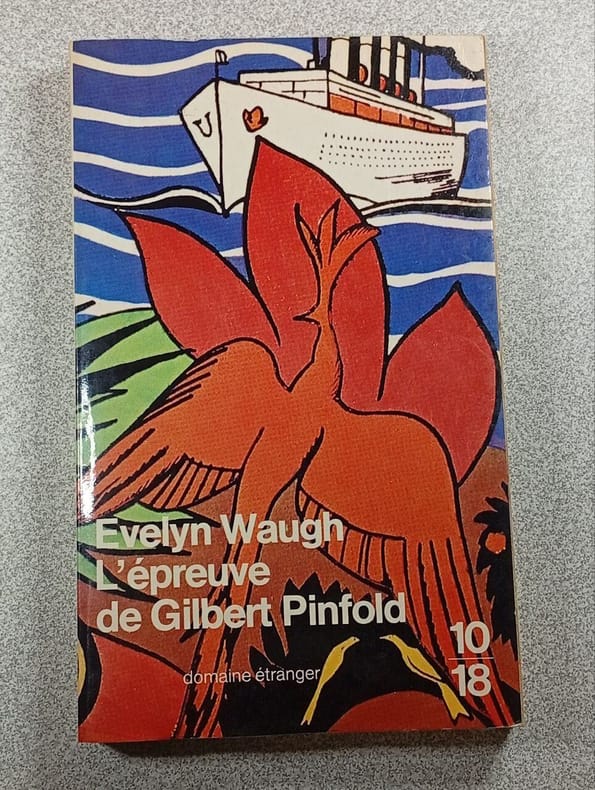 Evelyn Waugh
L'épreuve
de Gilbert Pinfold
domaine étranger
10
18